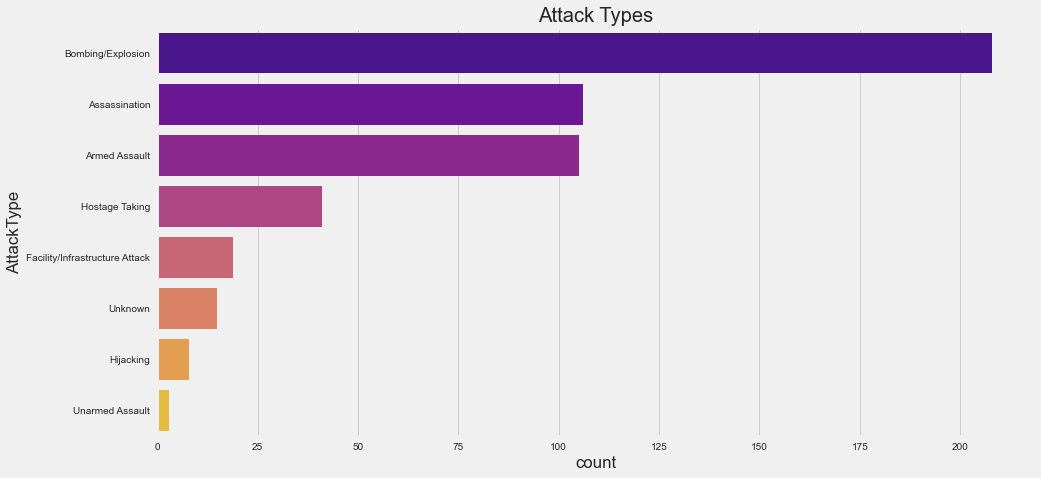 Attack Types
AttackType
Bombing/Explosion
Assassination
Armed Assault
Hostage Taking
Facility/Infrastructure Attack
Unknown
Hijacking
Unarmed Assault
0 25 50 75 100 125 150 175 200
count